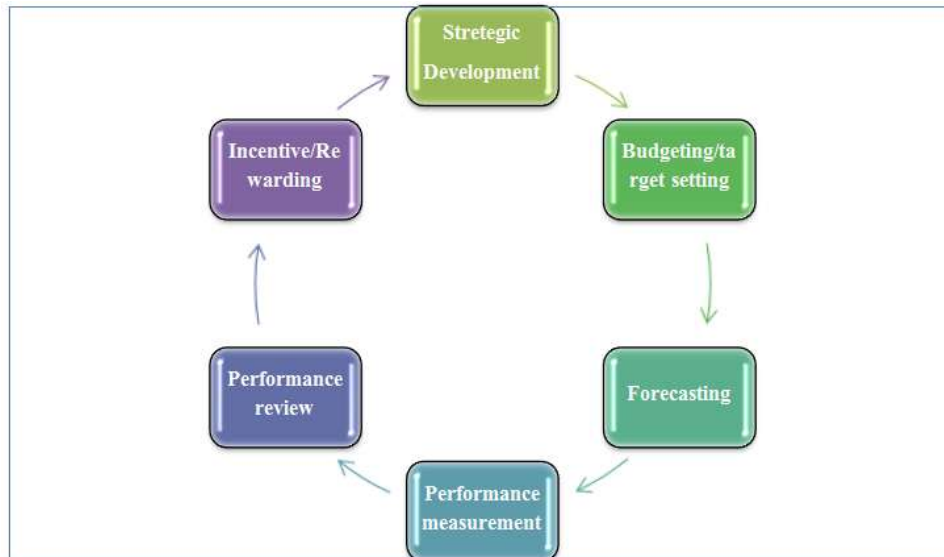 Stretegic
Development
Budgeting/ta
rget setting
Forecasting
Performance
measurement
Performance
review
Incentive/Re
warding